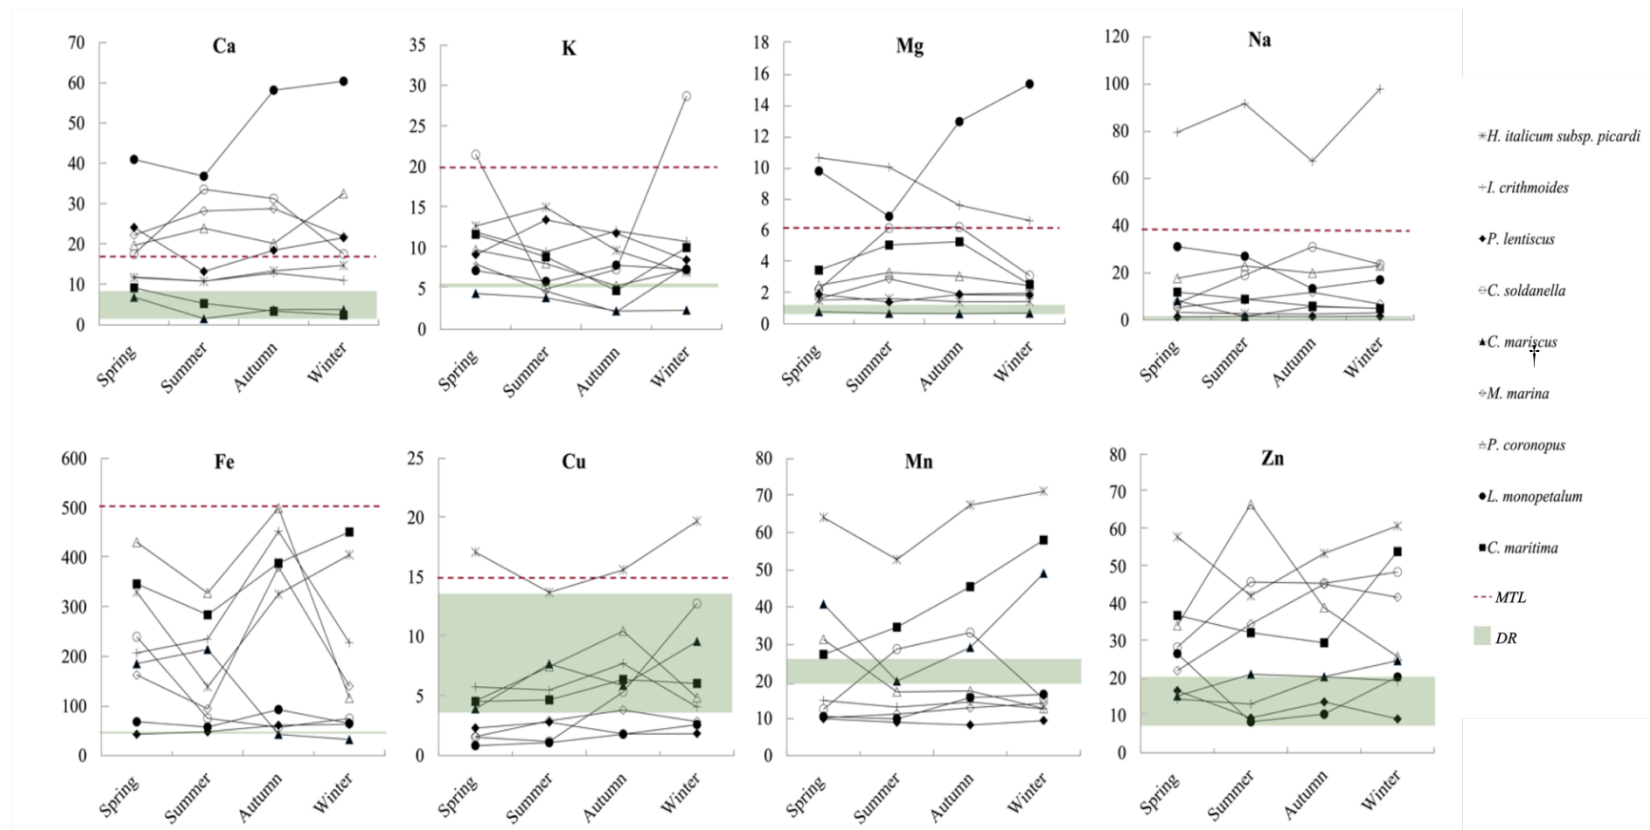 Ca
70
60
50
40
30
20
10
0
Spring
Summer
Autumn
Winter
K
35
30
25
20
15
10
5
0
Spring
Summer
Autumn
Winter
Mg
18
16
14
12
10
8
6
4
2
0
Spring
Summer
Autumn
Winter
Na
120
100
80
60
40
20
0
Spring
Summer
Autumn
Winter
Fe
600
500
400
300
200
100
0
Spring
Summer
Autumn
Winter
Cu
25
20
15
10
5
0
Spring
Summer
Autumn
Winter
Mn
80
70
60
50
40
30
20
10
0
Spring
Summer
Autumn
Winter
Zn
80
70
60
50
40
30
20
10
0
Spring
Summer
Autumn
Winter
H. italicum subsp. picardi
I. crithmoides
P. lentiscus
C. soldanella
C. mariscus
†
M. marina
P. coronopus
L. monopetalum
C. maritima
MTL
DR